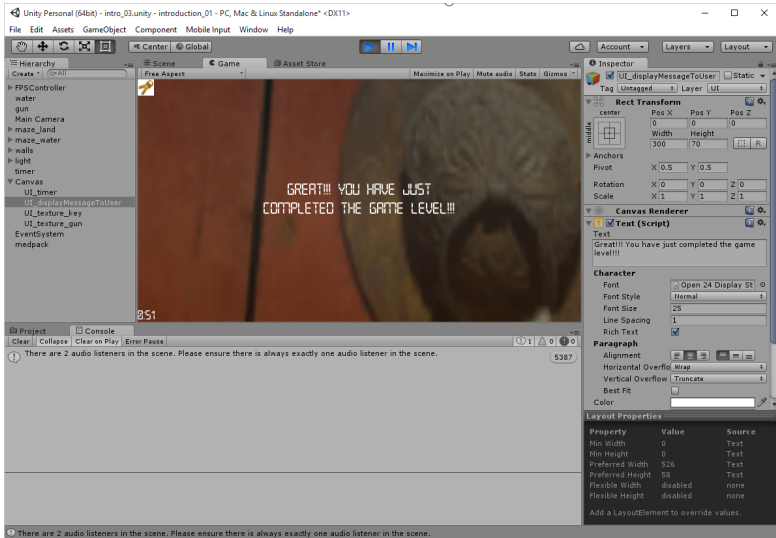 Unity Personal (64bit) - intro_03.unity - introduction_01 - PC, Mac & Linux Standalone* <DX11>
File Edit Assets GameObject Component Mobile Input Window Help
Center Global Account Layers Layout
Hierarchy
Create All
FPSController
water
gun
Main Camera
maze_land
maze_water
walls
light
timer
Canvas
UI_timer
UI_displayMessageToUser
UI_texture_key
UI_texture_gun
EventSystem
medpack
Scene Game Asset Store
Free Aspect Maximize on Play Mute audio Stats Gizmos
GREAT!!! YOU HAVE JUST
COMPLETED THE GAME LEVEL!!!
0:51
Project Console
Clear Collapse Clear on Play Error Pause 1 0 0
There are 2 audio listeners in the scene. Please ensure there is always exactly one audio listener in the scene. 5387
Inspector
UI_displayMessageToUser Static
Tag Untagged Layer UI
Rect Transform
center Pos X Pos Y Pos Z
middle 0 0 0
Width Height
300 70
R
Anchors
Pivot X 0.5 Y 0.5
Rotation X 0 Y 0 Z 0
Scale X 1 Y 1 Z 1
Canvas Renderer
Text (Script)
Text
Great!!! You have just completed the game
level!!!
Character
Font Open 24 Display St
Font Style Normal
Font Size 25
Line Spacing 1
Rich Text
Paragraph
Alignment
Horizontal Overflo Wrap
Vertical Overflow Truncate
Best Fit
Color
Layout Properties
Property Value Source
Min Width 0 Text
Min Height 0 Text
Preferred Width 526 Text
Preferred Height 58 Text
Flexible Width disabled none
Flexible Height disabled none
Add a LayoutElement to override values.
There are 2 audio listeners in the scene. Please ensure there is always exactly one audio listener in the scene.